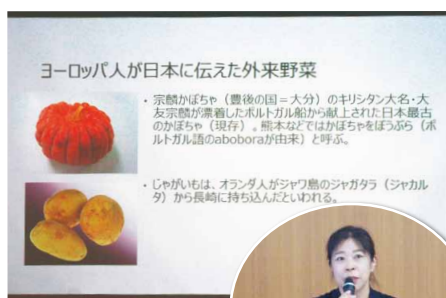 ヨーロッパ人が日本に伝えた外来野菜
・宗麟かぼちゃ（豊後の国＝大分）のキリシタン大名・大
友宗麟が漂着したポルトガル船から献上された日本最古
のかぼちゃ（現存）。熊本などではかぼちゃをぼうぶら（ポ
ルトガル語のaboboraが由来）と呼ぶ。
・じゃがいもは、オランダ人がジャワ島のジャガタラ（ジャカル
タ）から長崎に持ち込んだといわれる。